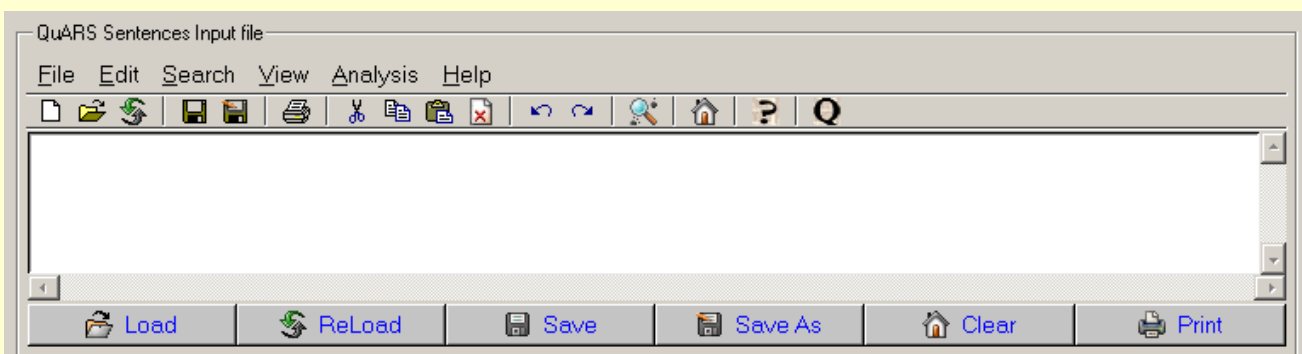 QuARS Sentences Input file
File Edit Search View Analysis Help
? Q
Load ReLoad Save Save As Clear Print